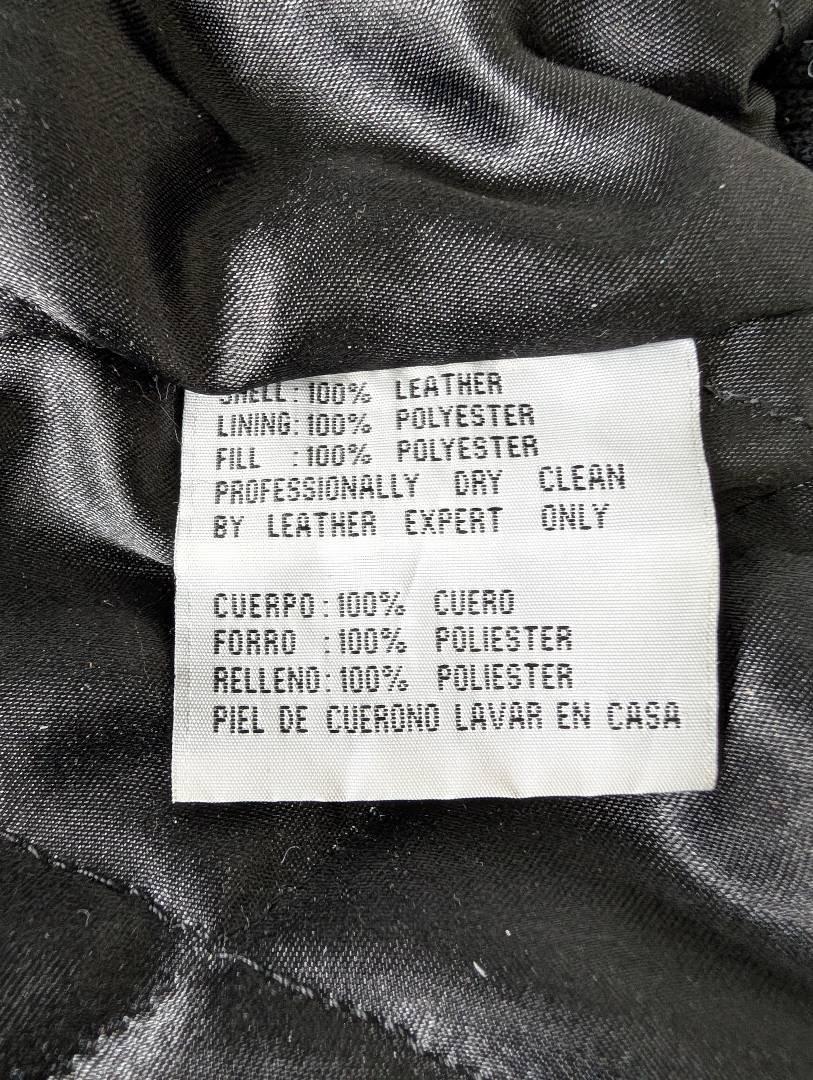 SHELL: 100% LEATHER
LINING: 100% POLYESTER
FILL : 100% POLYESTER
PROFESSIONALLY DRY CLEAN
BY LEATHER EXPERT ONLY
CUERPO : 100% CUERO
FORRO : 100% POLIESTER
RELLENO: 100% POLIESTER
PIEL DE CUERONO LAVAR EN CASA